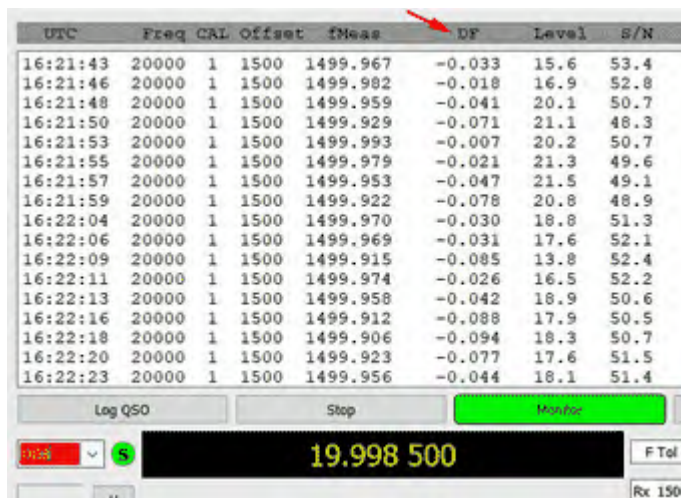 UTC Freq CAL Offset fMeas DF Level S/N
16:21:43 20000 1 1500 1499.967 -0.033 15.6 53.4
16:21:46 20000 1 1500 1499.982 -0.018 16.9 52.8
16:21:48 20000 1 1500 1499.959 -0.041 20.1 50.7
16:21:50 20000 1 1500 1499.929 -0.071 21.1 48.3
16:21:53 20000 1 1500 1499.993 -0.007 20.2 50.7
16:21:55 20000 1 1500 1499.979 -0.021 21.3 49.6
16:21:57 20000 1 1500 1499.953 -0.047 21.5 49.1
16:21:59 20000 1 1500 1499.922 -0.078 20.8 48.9
16:22:04 20000 1 1500 1499.970 -0.030 18.8 51.3
16:22:06 20000 1 1500 1499.969 -0.031 17.6 52.1
16:22:09 20000 1 1500 1499.915 -0.085 13.8 52.4
16:22:11 20000 1 1500 1499.974 -0.026 16.5 52.2
16:22:13 20000 1 1500 1499.958 -0.042 18.9 50.6
16:22:16 20000 1 1500 1499.912 -0.088 17.9 50.5
16:22:18 20000 1 1500 1499.906 -0.094 18.3 50.7
16:22:20 20000 1 1500 1499.923 -0.077 17.6 51.5
16:22:23 20000 1 1500 1499.956 -0.044 18.1 51.4
Log QSO Stop Monitor
S 19.998 500 F Tol
Rx 150